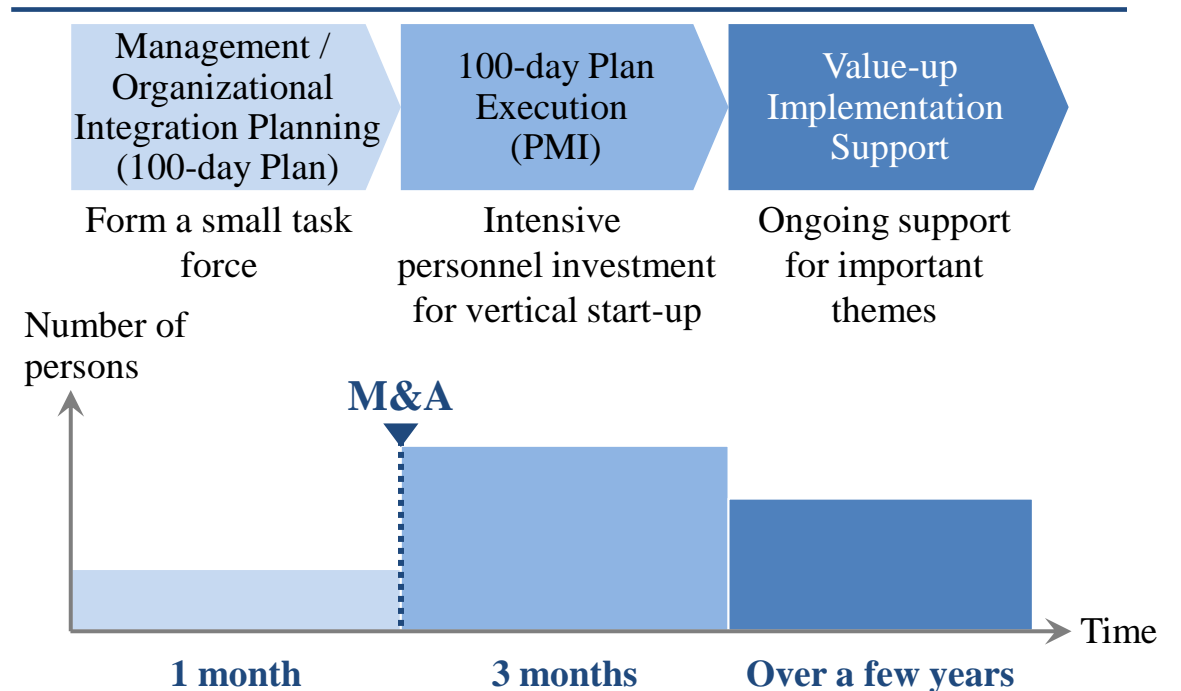 Management /
Organizational
Integration Planning
(100-day Plan)
100-day Plan
Execution
(PMI)
Value-up
Implementation
Support
Form a small task
force
Intensive
personnel investment
for vertical start-up
Ongoing support
for important
themes
Number of
persons
M&A
Time
1 month
3 months
Over a few years